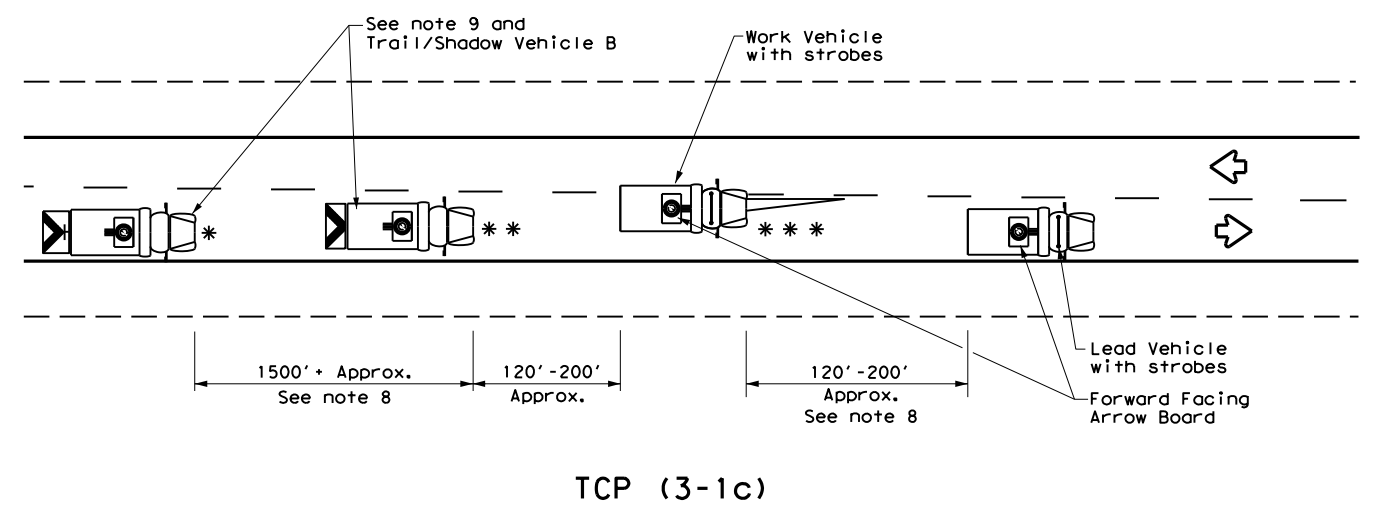 See note 9 and
Trail/Shadow Vehicle B
Work Vehicle
with strobes
*
* *
* * *
1500'+ Approx.
See note 8
120'-200'
Approx.
120'-200'
Approx.
See note 8
Lead Vehicle
with strobes
Forward Facing
Arrow Board
TCP (3-1c)